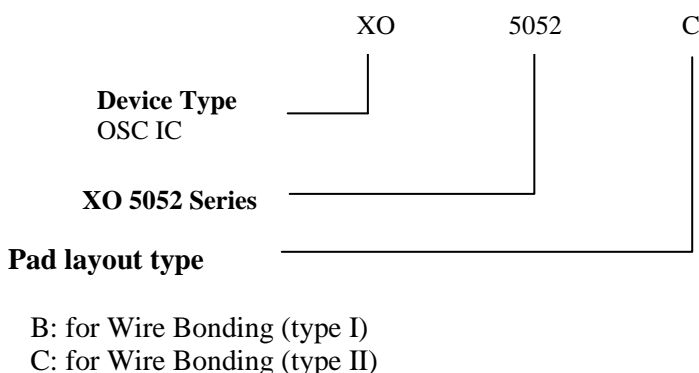 XO 5052 C
Device Type
OSC IC
XO 5052 Series
Pad layout type
B: for Wire Bonding (type I)
C: for Wire Bonding (type II)